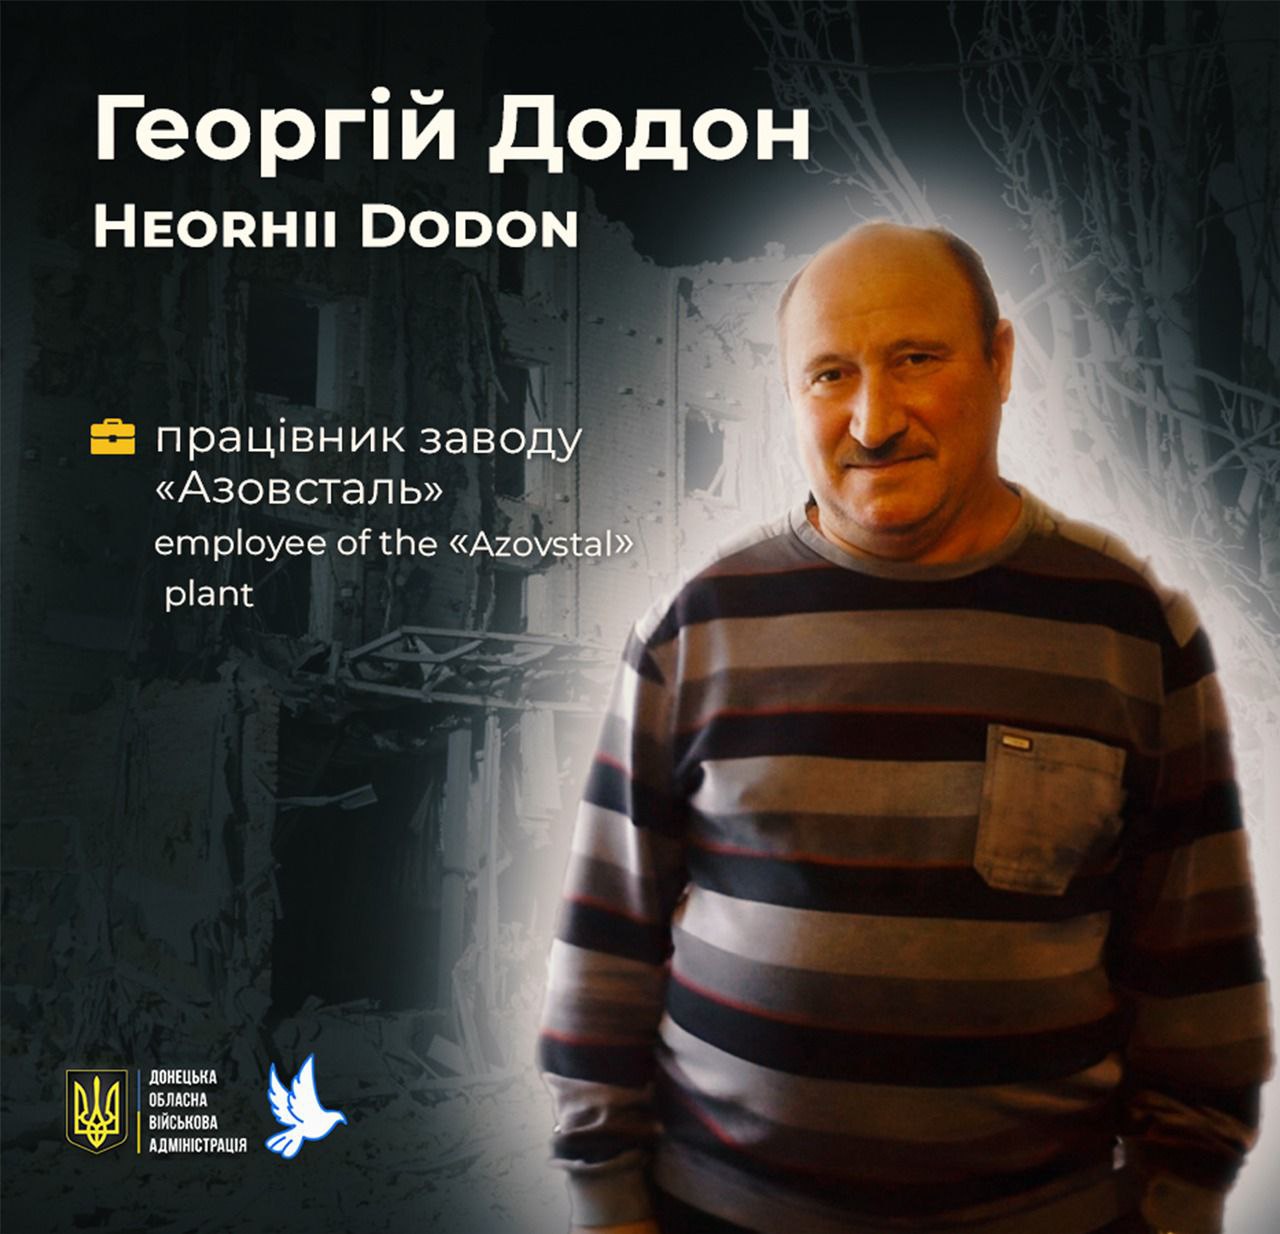 Георгій Додон
Heorhii Dodon
працівник заводу
«Азовсталь»
employee of the «Azovstal»
plant
ДОНЕЦЬКА
ОБЛАСНА
ВІЙСЬКОВА
АДМІНІСТРАЦІЯ